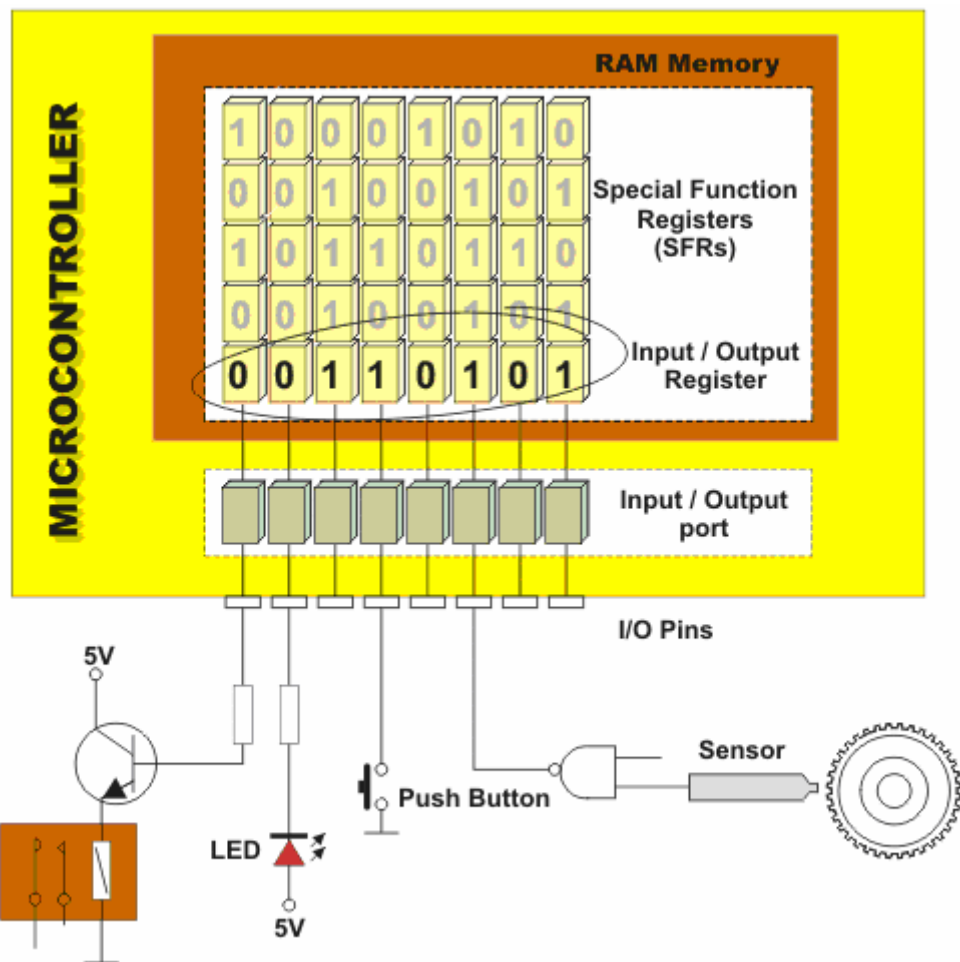 MICROCONTROLLER
RAM Memory
1 0 0 0 1 0 1 0
0 0 1 0 0 1 0 1
1 0 1 1 0 1 1 0
0 0 1 0 0 1 0 1
0 0 1 1 0 1 0 1
Special Function
Registers
(SFRs)
Input / Output
Register
Input / Output
port
I/O Pins
5V
Sensor
Push Button
LED
5V